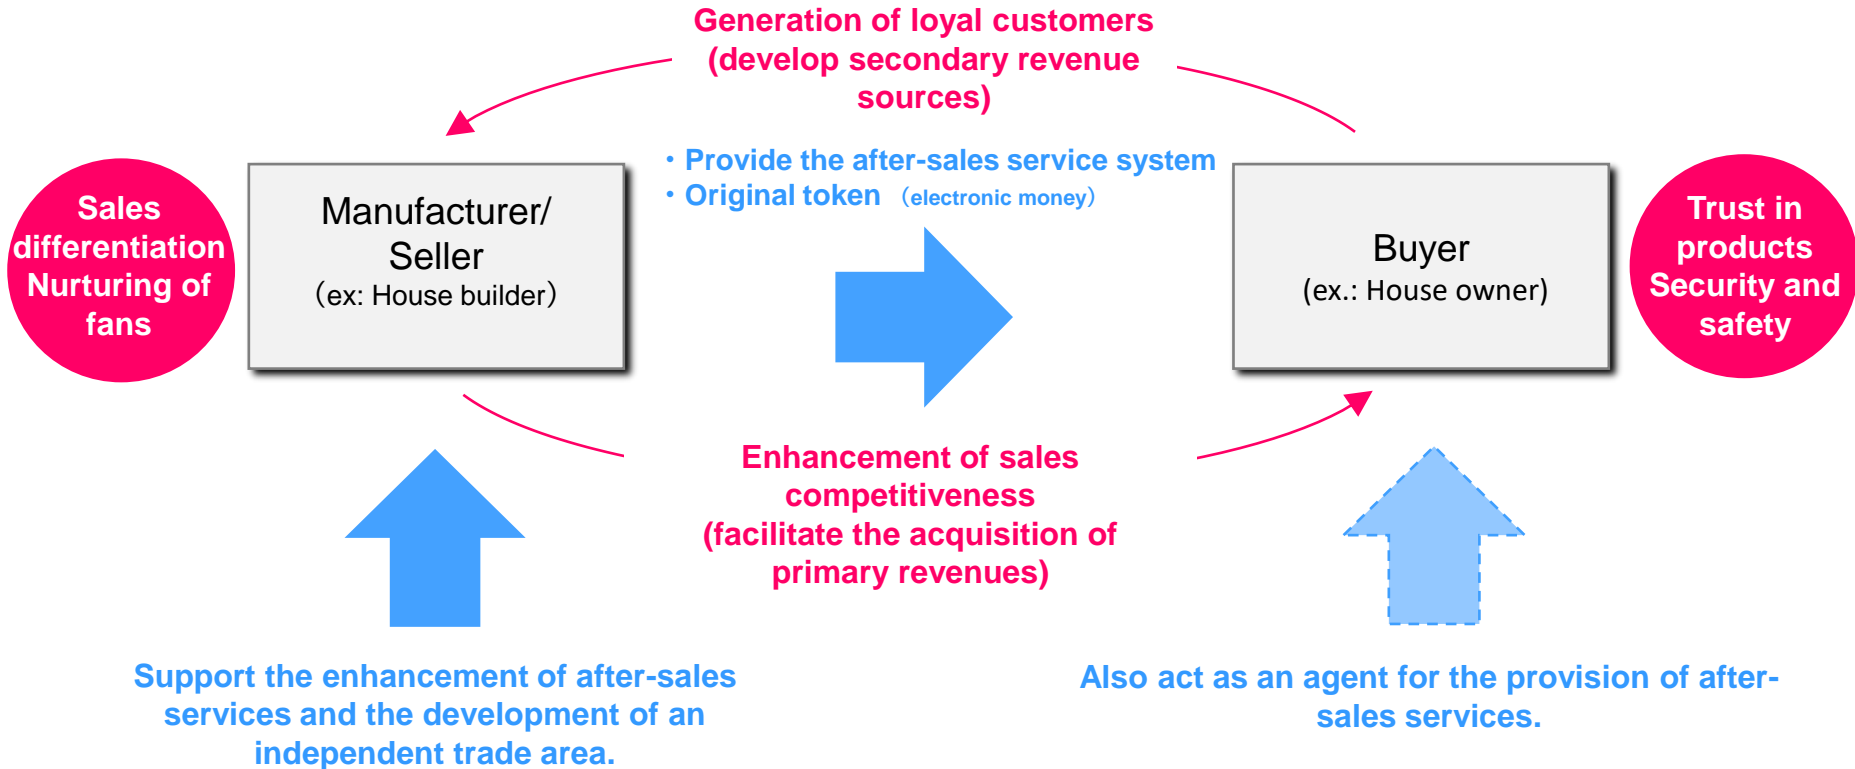 Generation of loyal customers
(develop secondary revenue
sources)
・Provide the after-sales service system
・Original token （electronic money）
Sales
differentiation
Nurturing of
fans
Manufacturer/
Seller
（ex: House builder）
Buyer
(ex.: House owner)
Trust in
products
Security and
safety
Enhancement of sales
competitiveness
(facilitate the acquisition of
primary revenues)
Support the enhancement of after-sales
services and the development of an
independent trade area.
Also act as an agent for the provision of after-
sales services.